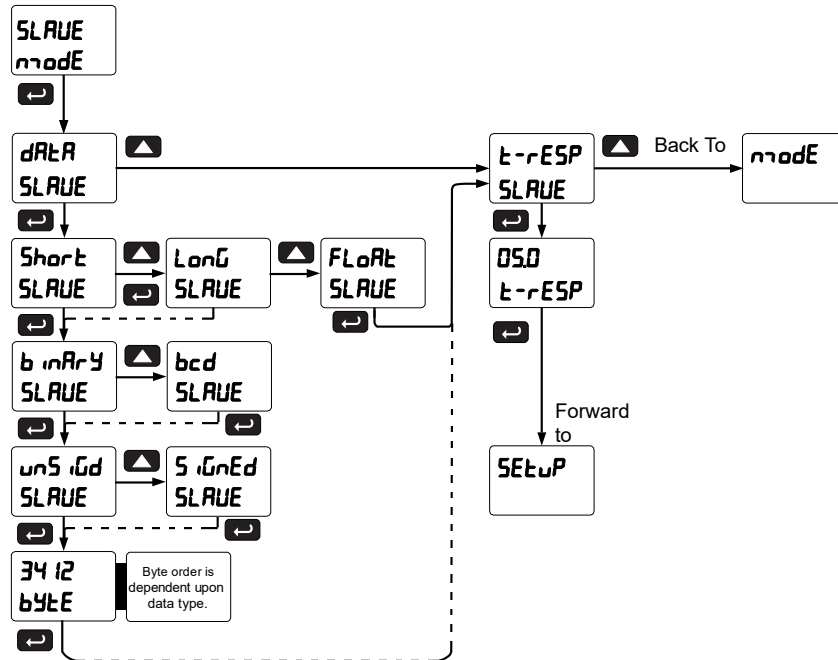 SLAVE
modE
dAtA
SLAVE
t-rESP
SLAVE
Back To
modE
Short
SLAVE
LonG
SLAVE
FLoAt
SLAVE
05.0
t-rESP
binArY
SLAVE
bcd
SLAVE
Forward
to
SEtuP
unSiGd
SLAVE
SiGnEd
SLAVE
3412
bYtE
Byte order is
dependent upon
data type.